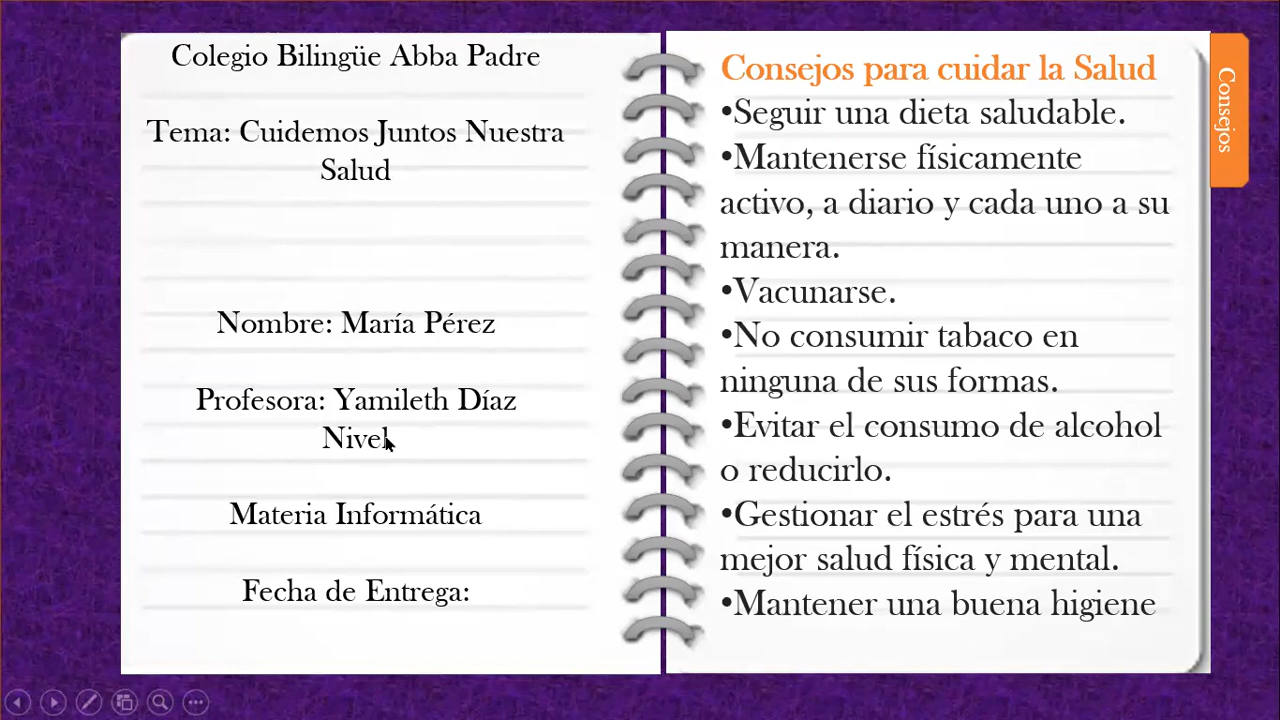 Colegio Bilingüe Abba Padre
Tema: Cuidemos Juntos Nuestra
Salud
Nombre: María Pérez
Profesora: Yamileth Díaz
Nivel
Materia Informática
Fecha de Entrega:
Consejos para cuidar la Salud
•Seguir una dieta saludable.
•Mantenerse físicamente
activo, a diario y cada uno a su
manera.
•Vacunarse.
•No consumir tabaco en
ninguna de sus formas.
•Evitar el consumo de alcohol
o reducirlo.
•Gestionar el estrés para una
mejor salud física y mental.
•Mantener una buena higiene
Consejos